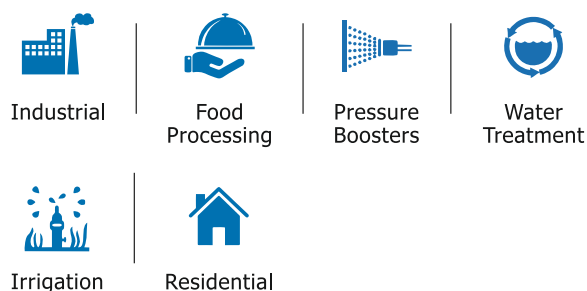 Industrial
Food
Processing
Pressure
Boosters
Water
Treatment
Irrigation
Residential